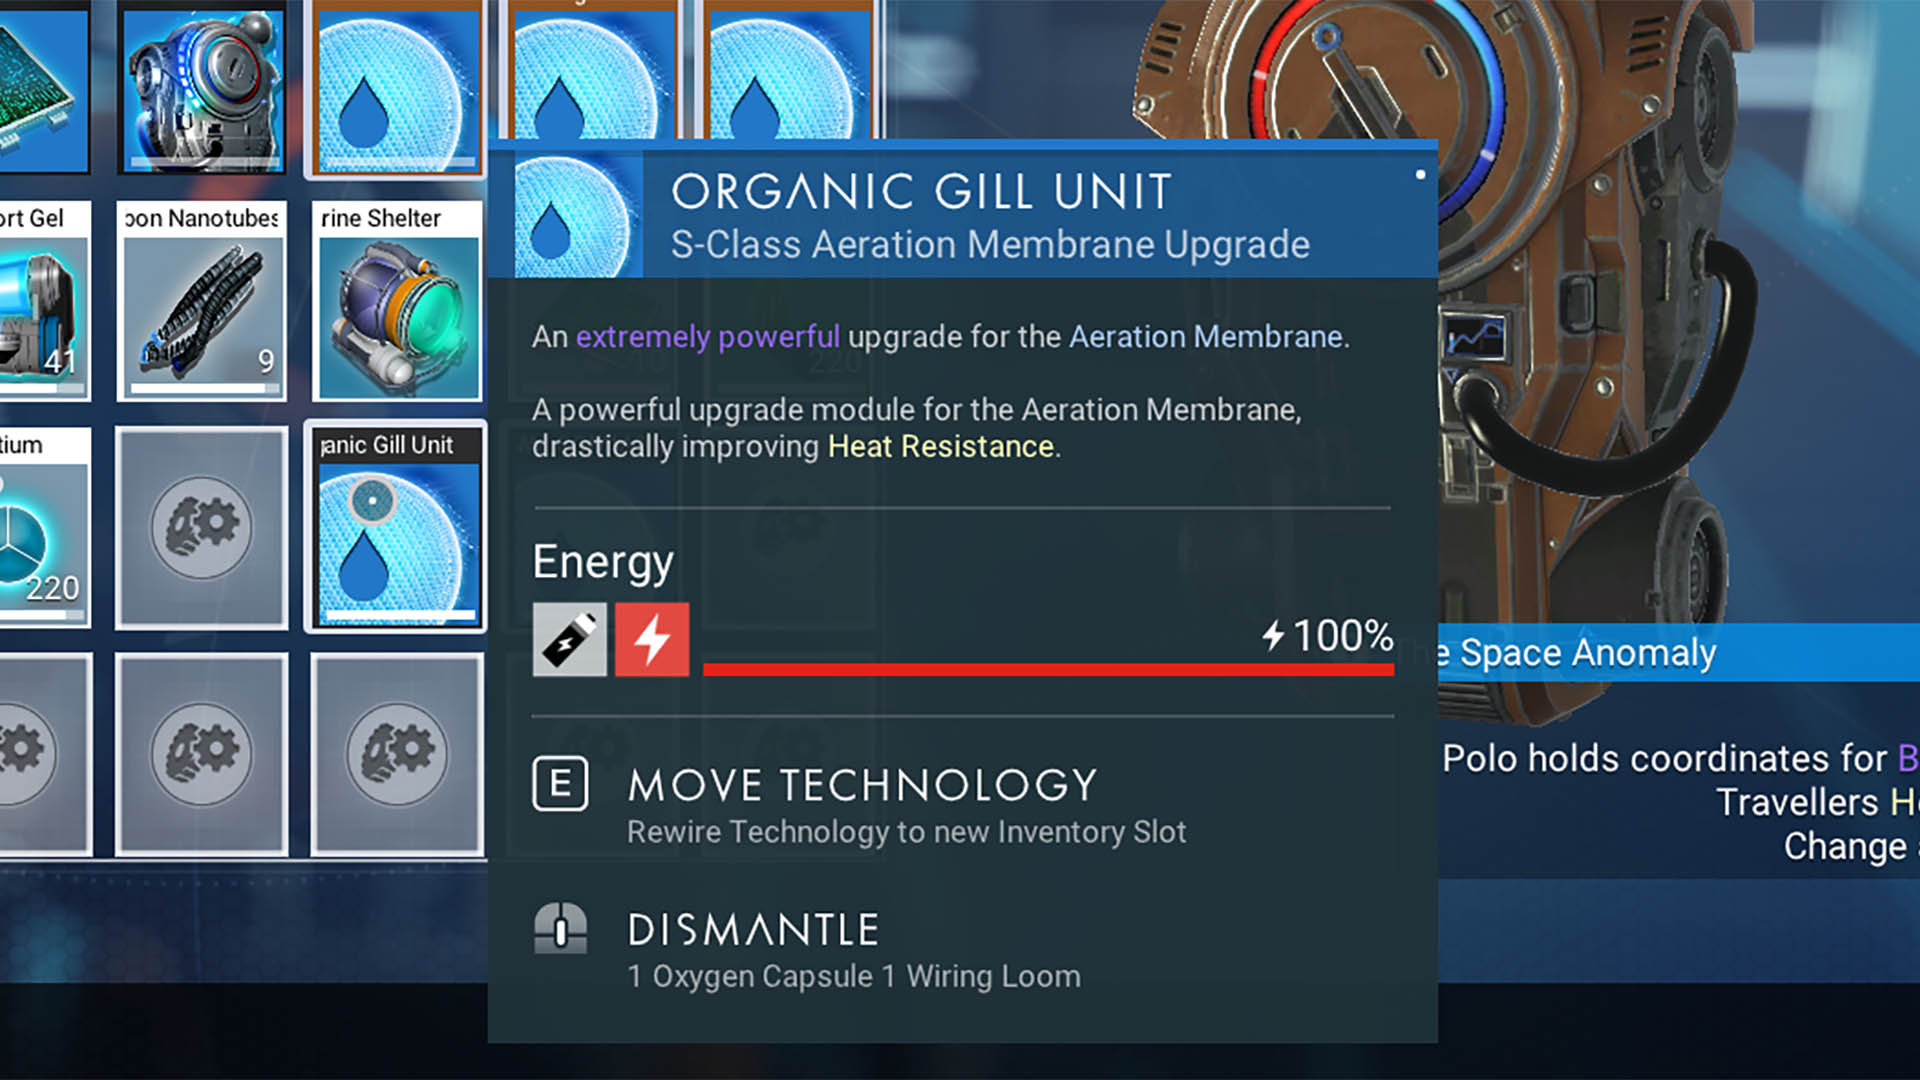 ORGANIC GILL UNIT
S-Class Aeration Membrane Upgrade
An extremely powerful upgrade for the Aeration Membrane.
A powerful upgrade module for the Aeration Membrane,
drastically improving Heat Resistance.
Energy
100%
E MOVE TECHNOLOGY
Rewire Technology to new Inventory Slot
DISMANTLE
1 Oxygen Capsule 1 Wiring Loom
ort Gel
41
bon Nanotubes
9
rine Shelter
tium
220
anic Gill Unit
e Space Anomaly
Polo holds coordinates for B
Travellers He
Change